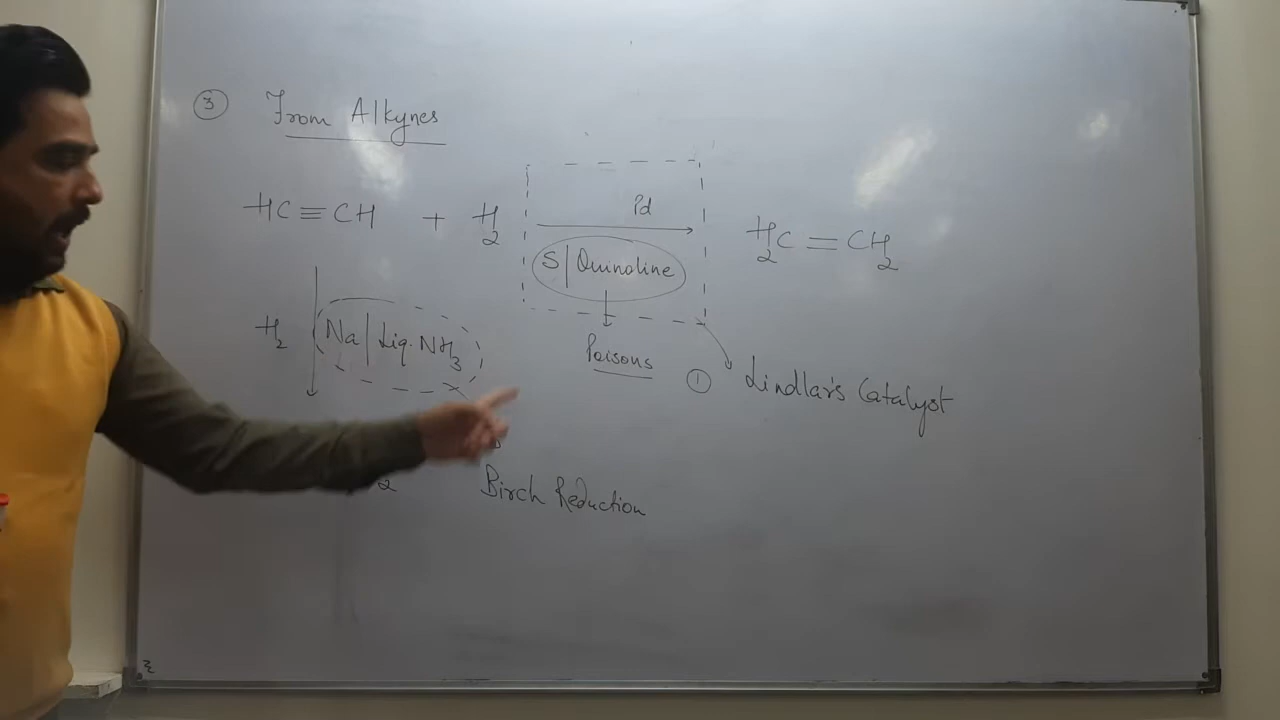 ③ From Alkynes
HC≡CH + H₂
Pd
S|Quinoline
H₂C=CH₂
H₂ Na|Liq. NH₃
Poisons
① Lindlar's Catalyst
2
Birch Reduction